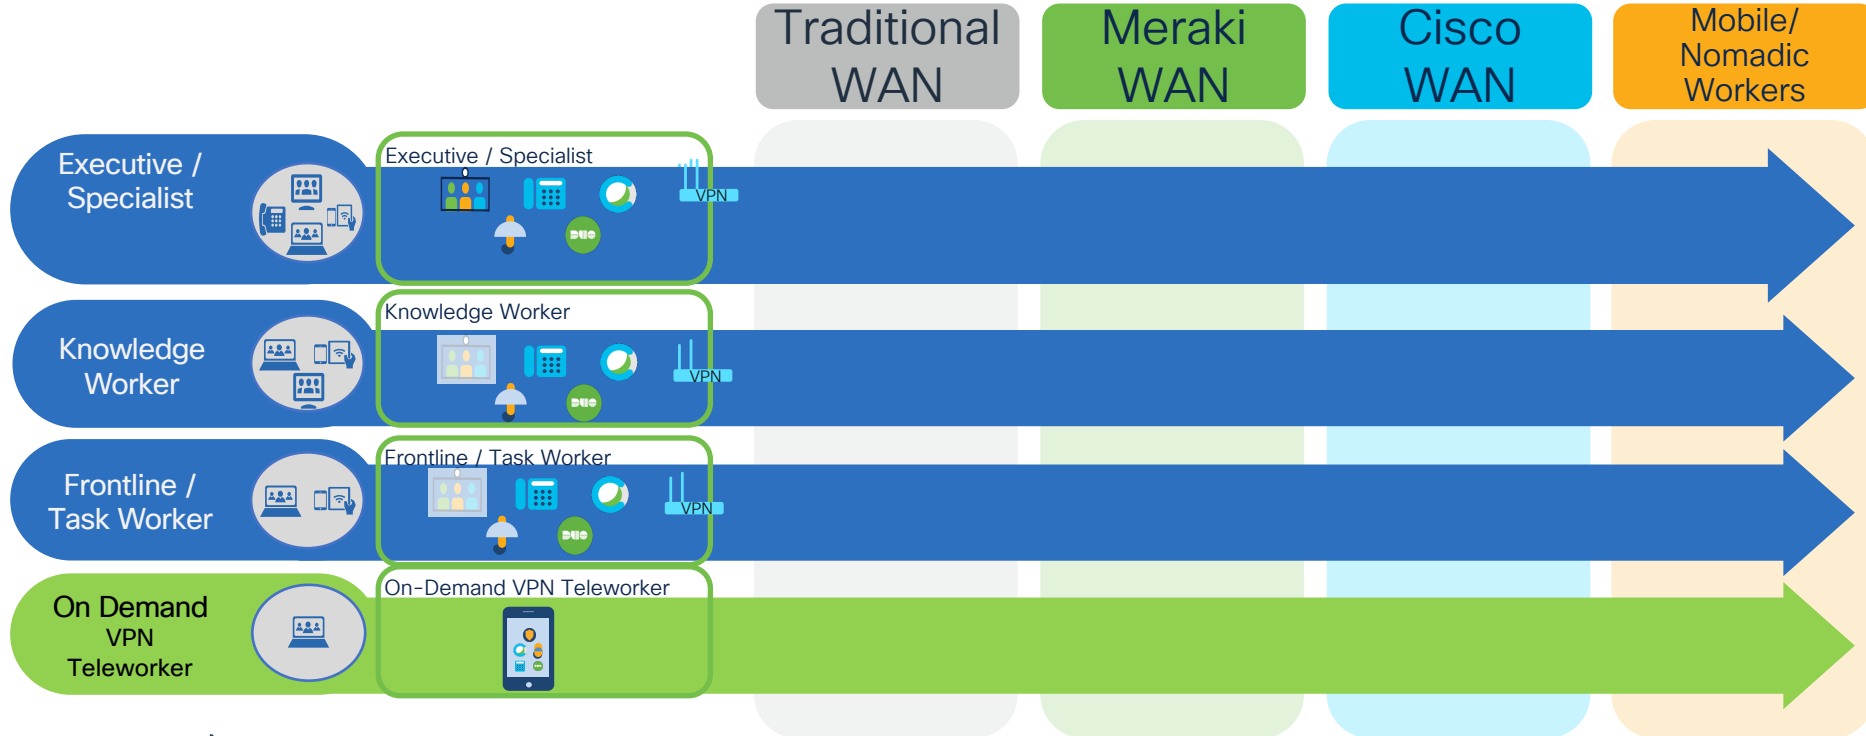 Traditional
WAN
Meraki
WAN
Cisco
WAN
Mobile/
Nomadic
Workers
Executive /
Specialist
Executive / Specialist
VPN
DUO
Knowledge
Worker
Knowledge Worker
VPN
DUO
Frontline /
Task Worker
Frontline / Task Worker
VPN
DUO
On Demand
VPN
Teleworker
On-Demand VPN Teleworker